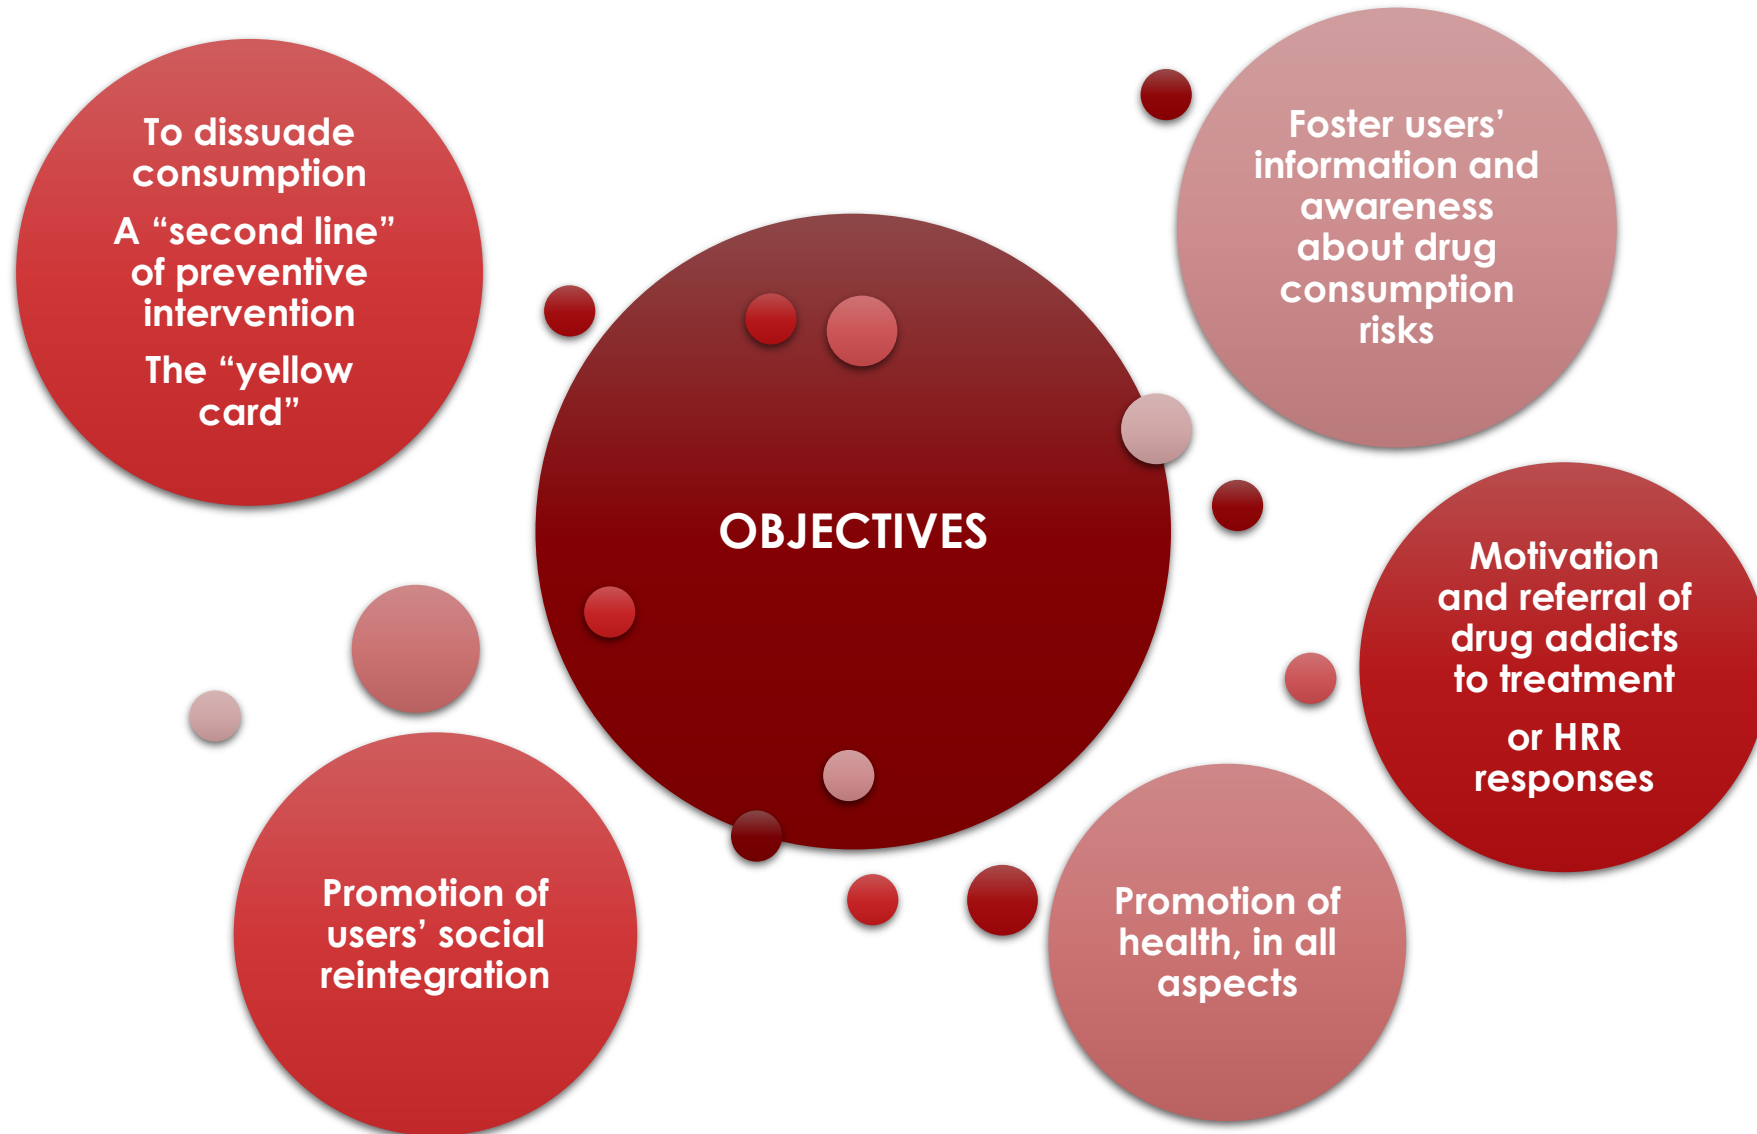 To dissuade
consumption
A “second line”
of preventive
intervention
The “yellow
card”
Foster users’
information and
awareness
about drug
consumption
risks
OBJECTIVES
Motivation
and referral of
drug addicts
to treatment
or HRR
responses
Promotion of
users’ social
reintegration
Promotion of
health, in all
aspects